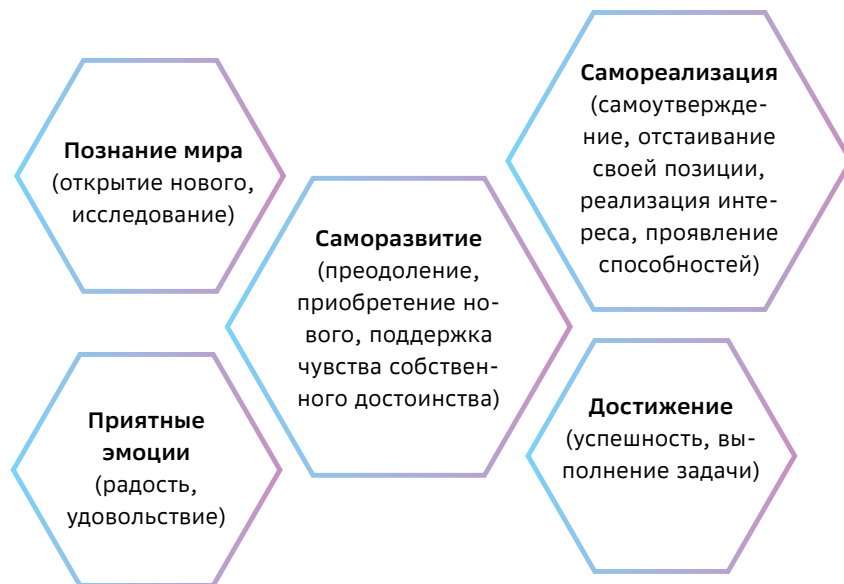 Познание мира
(открытие нового,
исследование)
Самореализация
(самоутвержде-
ние, отстаивание
своей позиции,
реализация инте-
реса, проявление
способностей)
Саморазвитие
(преодоление,
приобретение но-
вого, поддержка
чувства собствен-
ного достоинства)
Приятные
эмоции
(радость,
удовольствие)
Достижение
(успешность, вы-
полнение задачи)